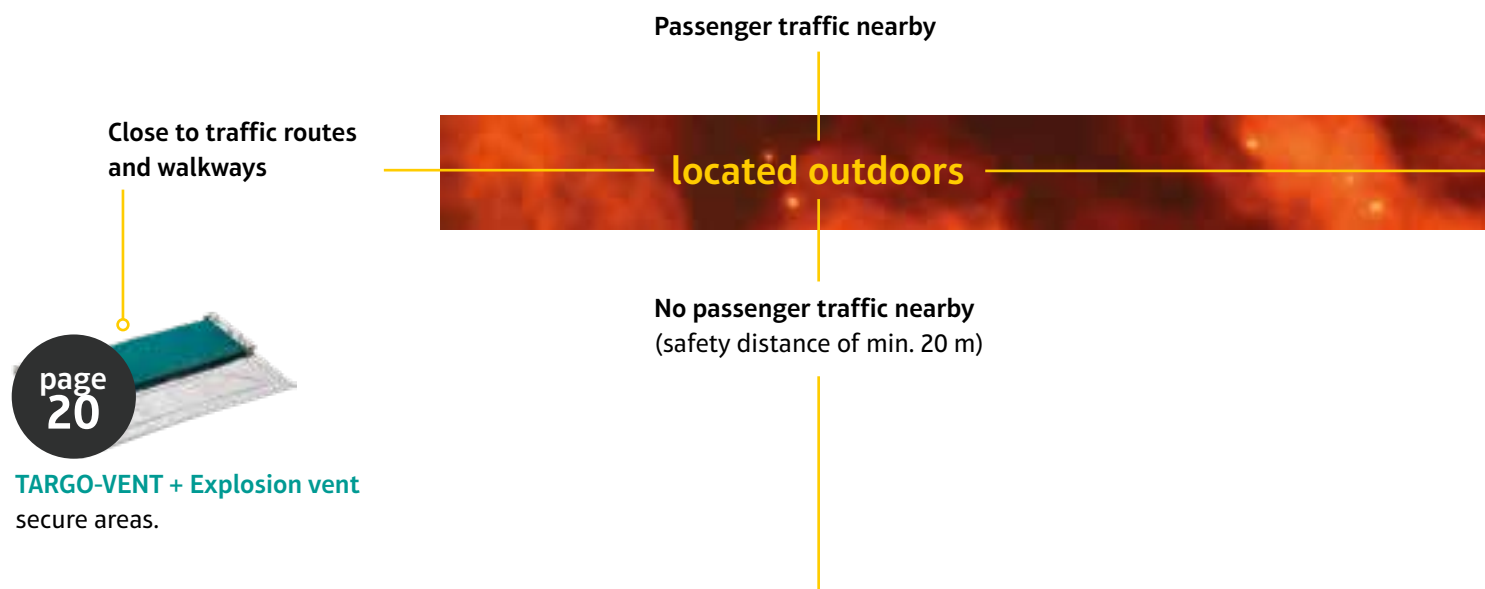 Passenger traffic nearby
Close to traffic routes
and walkways
located outdoors
No passenger traffic nearby
(safety distance of min. 20 m)
page
20
TARGO-VENT + Explosion vent
secure areas.